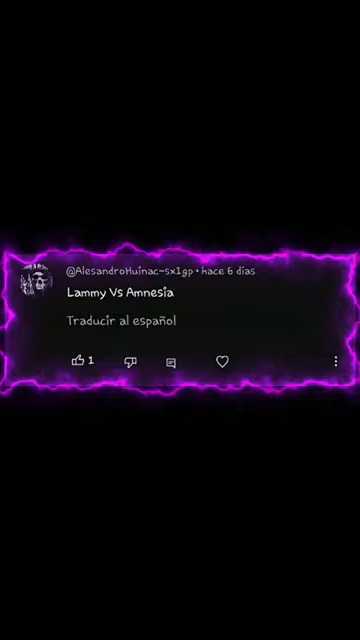 @AlesandroHuinac-sx1gp • hace 6 días
Lammy Vs Amnesia
Traducir al español
1